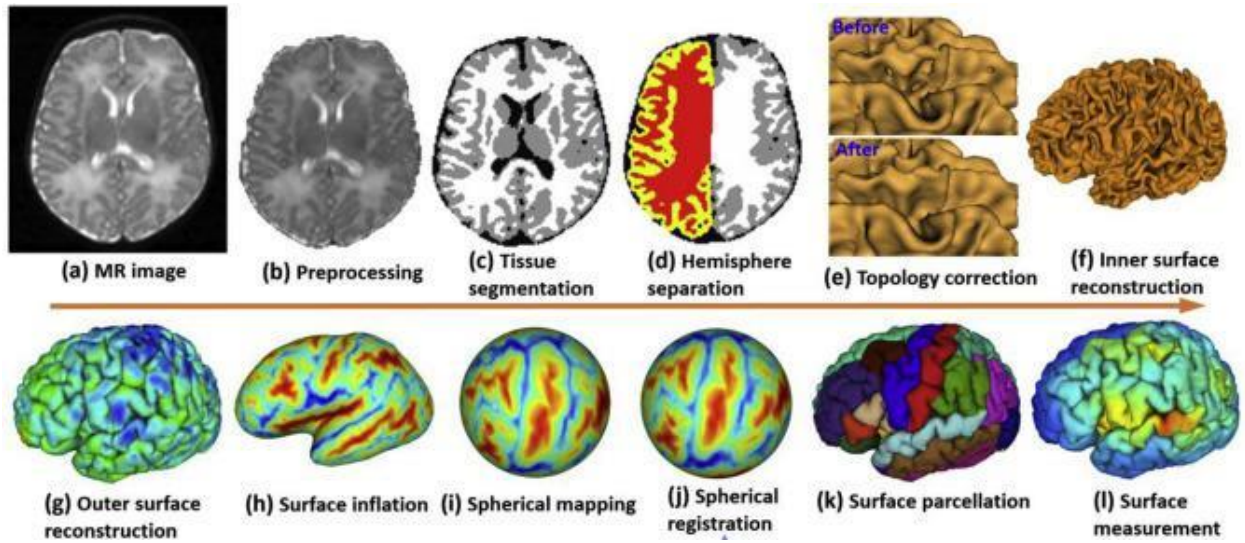 Before
After
(a) MR image
(b) Preprocessing
(c) Tissue
segmentation
(d) Hemisphere
separation
(e) Topology correction
(f) Inner surface
reconstruction
(g) Outer surface
reconstruction
(h) Surface inflation
(i) Spherical mapping
(j) Spherical
registration
(k) Surface parcellation
(l) Surface
measurement